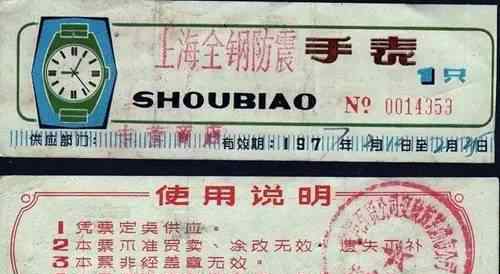 上海全钢防震 手表
1只
SHOUBIAO Nº 0014353
供应部门: 有效期:197 年 月 日至 月 日
使用说明
1 凭票定奌供应。
2 本票不准买卖、涂改无效，遗失不补
3 本票非经盖章无效。